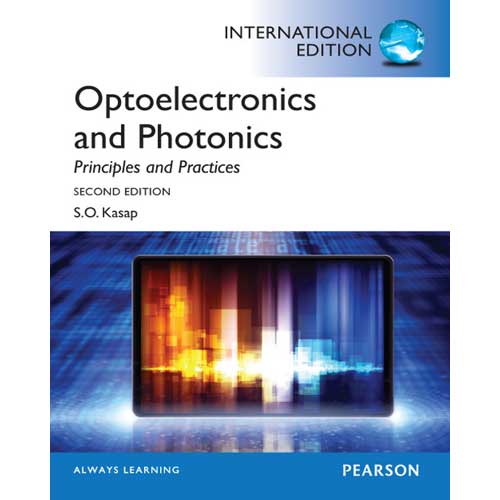 INTERNATIONAL
EDITION
Optoelectronics
and Photonics
Principles and Practices
SECOND EDITION
S.O. Kasap
ALWAYS LEARNING
PEARSON